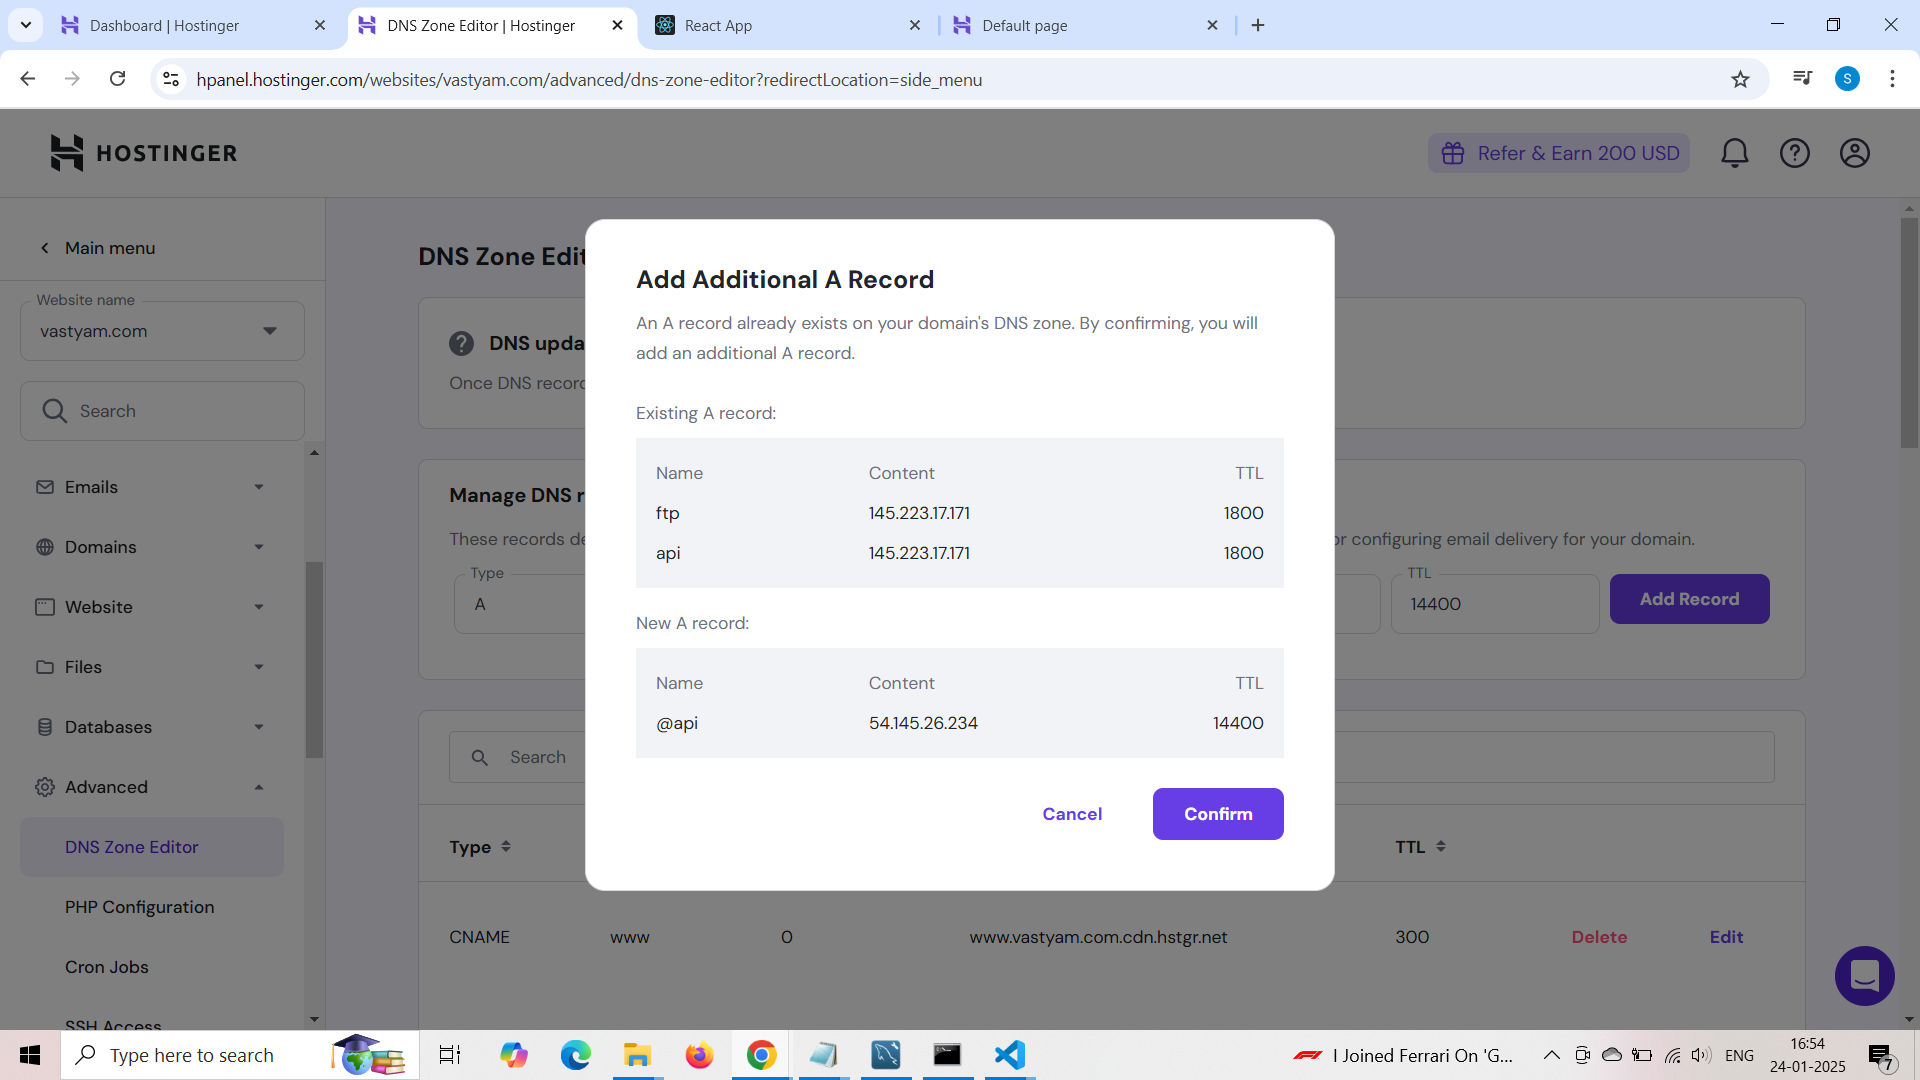 Dashboard | Hostinger
DNS Zone Editor | Hostinger
React App
Default page
hpanel.hostinger.com/websites/vastyam.com/advanced/dns-zone-editor?redirectLocation=side_menu
S
HOSTINGER
Refer & Earn 200 USD
Main menu
Website name
vastyam.com
Search
Emails
Domains
Website
Files
Databases
Advanced
DNS Zone Editor
PHP Configuration
Cron Jobs
SSH Access
DNS Zone Edit
DNS upda
Once DNS record
Manage DNS r
These records de
or configuring email delivery for your domain.
Type
A
TTL
14400
Add Record
Search
Type
TTL
CNAME www 0 www.vastyam.com.cdn.hstgr.net 300 Delete Edit
Add Additional A Record
An A record already exists on your domain's DNS zone. By confirming, you will
add an additional A record.
Existing A record:
Name Content TTL
ftp 145.223.17.171 1800
api 145.223.17.171 1800
New A record:
Name Content TTL
@api 54.145.26.234 14400
Cancel
Confirm
Type here to search
I Joined Ferrari On 'G...
ENG
16:54
24-01-2025
7